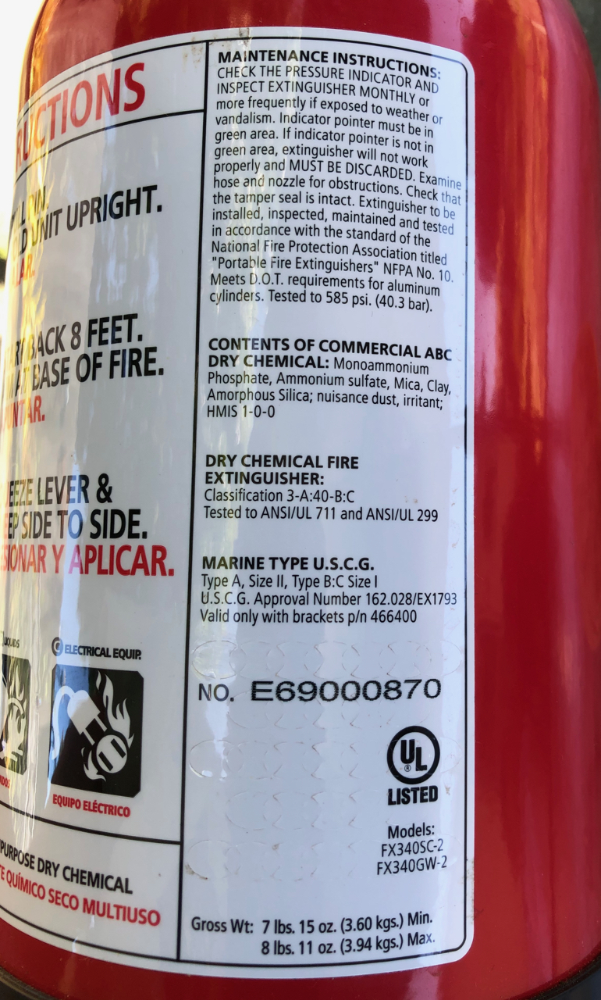 UCTIONS
UNIT UPRIGHT.
AR.
BACK 8 FEET.
AT BASE OF FIRE.
NTAR.
EEZE LEVER &
EP SIDE TO SIDE.
SIONAR Y APLICAR.
LIQUIDS
C ELECTRICAL EQUIP.
EQUIPO ELÉCTRICO
PURPOSE DRY CHEMICAL
QUÍMICO SECO MULTIUSO
MAINTENANCE INSTRUCTIONS:
CHECK THE PRESSURE INDICATOR AND
INSPECT EXTINGUISHER MONTHLY or
more frequently if exposed to weather or
vandalism. Indicator pointer must be in
green area. If indicator pointer is not in
green area, extinguisher will not work
properly and MUST BE DISCARDED. Examine
hose and nozzle for obstructions. Check that
the tamper seal is intact. Extinguisher to be
installed, inspected, maintained and tested
in accordance with the standard of the
National Fire Protection Association titled
"Portable Fire Extinguishers" NFPA No. 10.
Meets D.O.T. requirements for aluminum
cylinders. Tested to 585 psi. (40.3 bar).
CONTENTS OF COMMERCIAL ABC
DRY CHEMICAL: Monoammonium
Phosphate, Ammonium sulfate, Mica, Clay,
Amorphous Silica; nuisance dust, irritant;
HMIS 1-0-0
DRY CHEMICAL FIRE
EXTINGUISHER:
Classification 3-A:40-B:C
Tested to ANSI/UL 711 and ANSI/UL 299
MARINE TYPE U.S.C.G.
Type A, Size II, Type B:C Size I
U.S.C.G. Approval Number 162.028/EX1793
Valid only with brackets p/n 466400
NO. E69000870
UL
®
LISTED
Models:
FX340SC-2
FX340GW-2
Gross Wt: 7 lbs. 15 oz. (3.60 kgs.) Min.
8 lbs. 11 oz. (3.94 kgs.) Max.